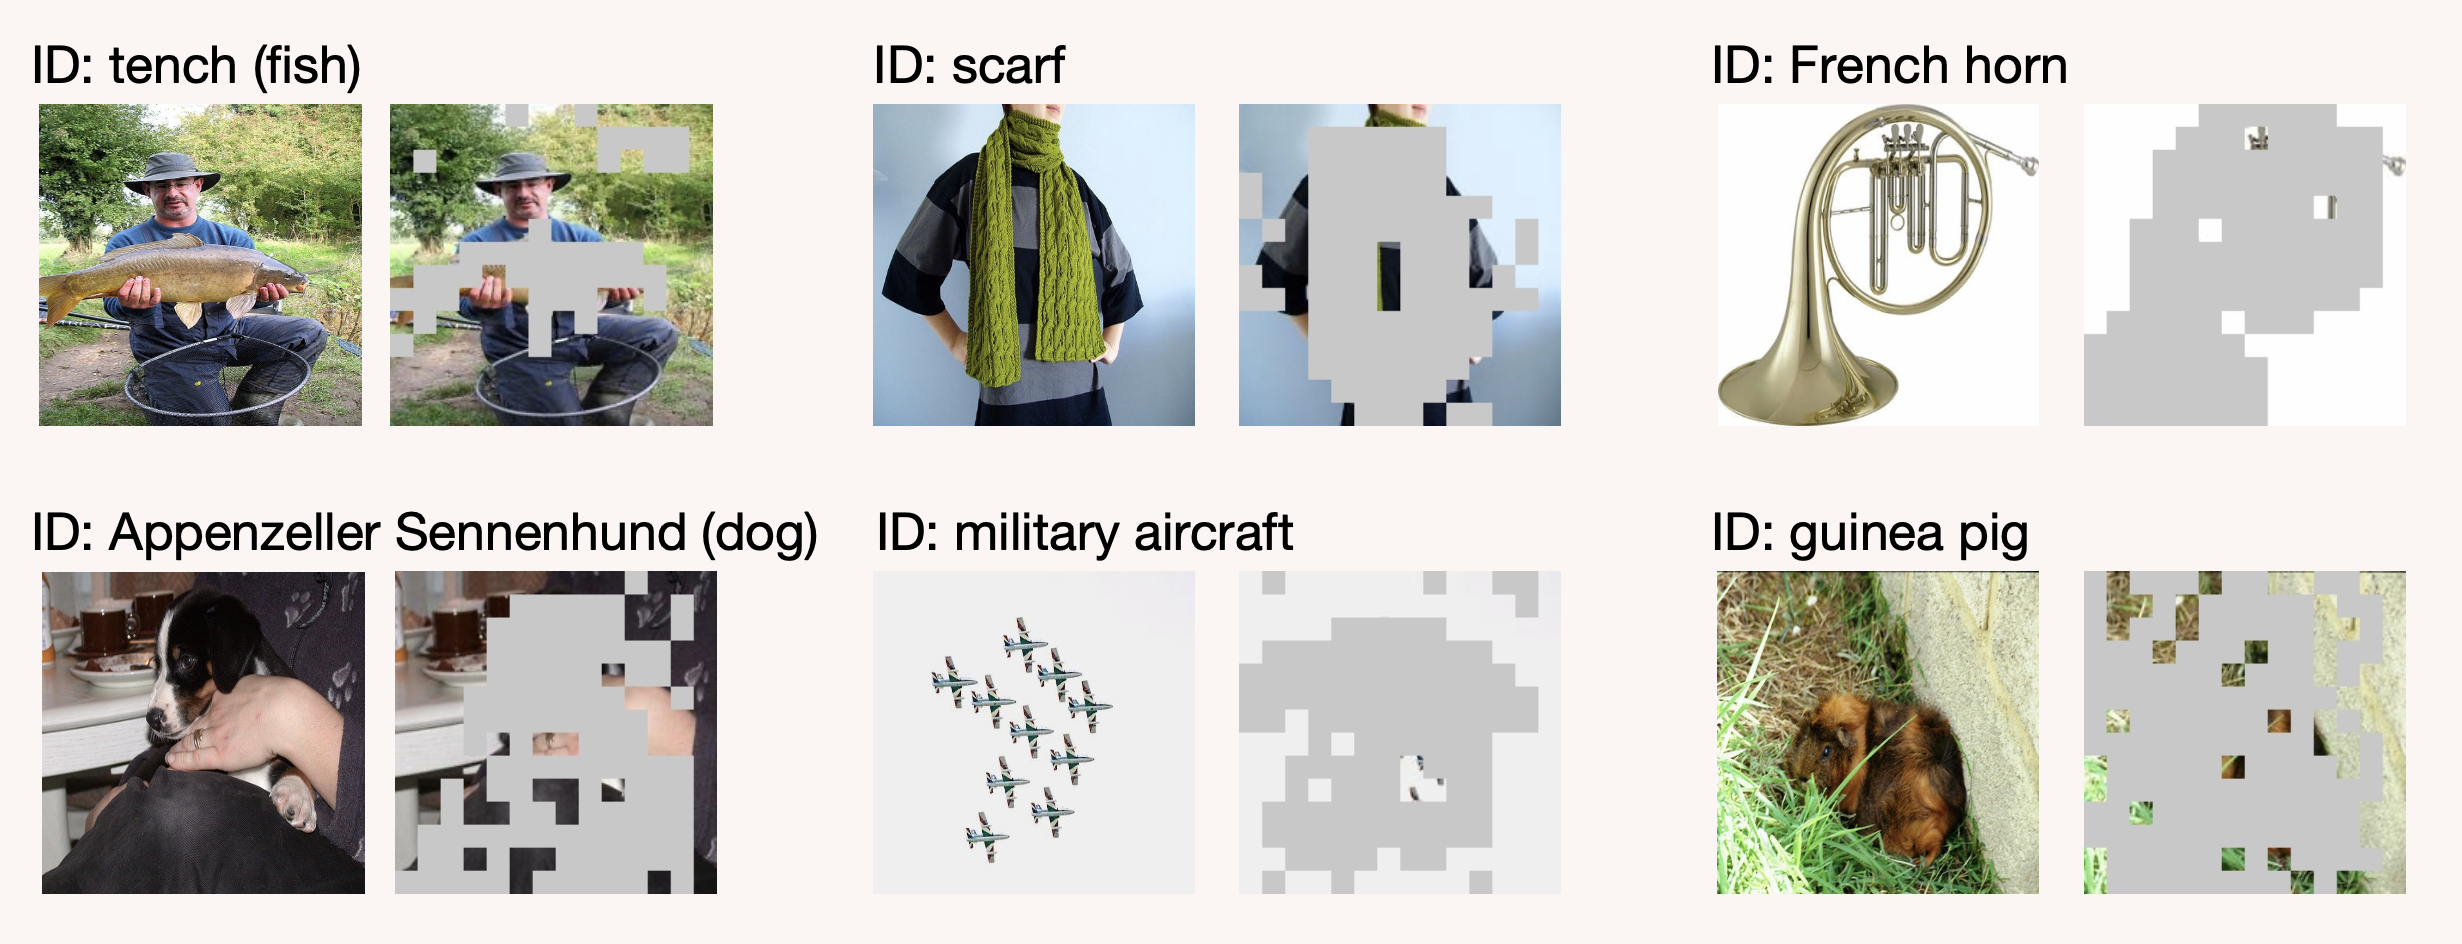 ID: tench (fish)
ID: scarf
ID: French horn
ID: Appenzeller Sennenhund (dog)
ID: military aircraft
ID: guinea pig